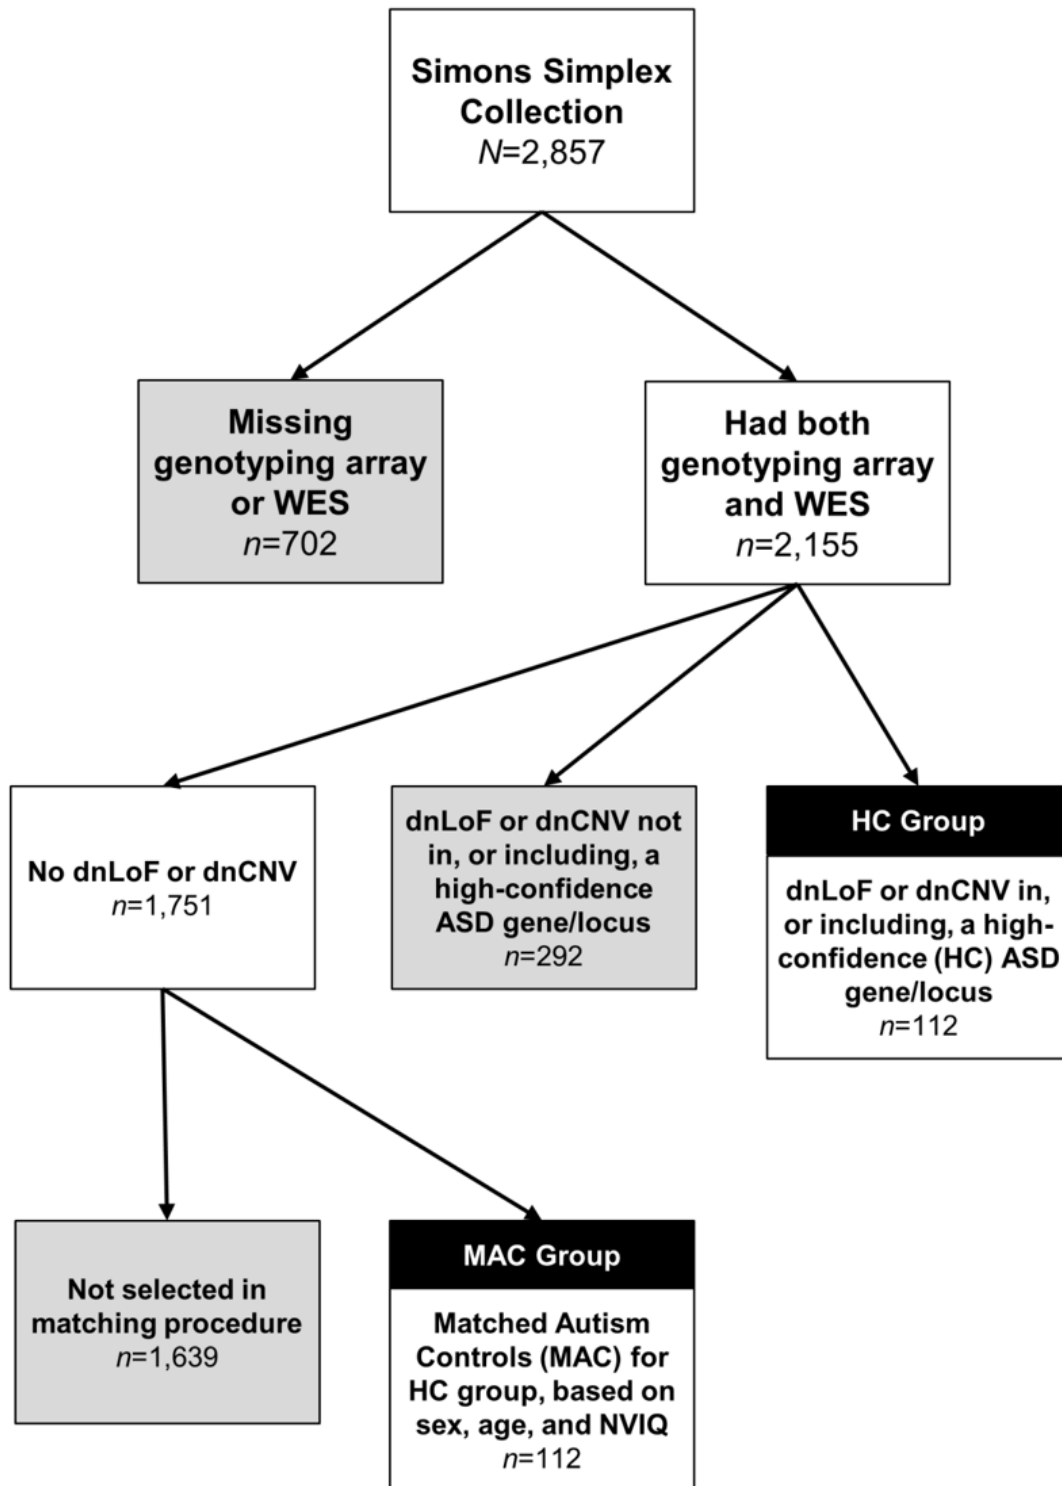 Simons Simplex
Collection
N=2,857
Missing
genotyping array
or WES
n=702
Had both
genotyping array
and WES
n=2,155
No dnLoF or dnCNV
n=1,751
dnLoF or dnCNV not
in, or including, a
high-confidence
ASD gene/locus
n=292
HC Group
dnLoF or dnCNV in,
or including, a high-
confidence (HC) ASD
gene/locus
n=112
Not selected in
matching procedure
n=1,639
MAC Group
Matched Autism
Controls (MAC) for
HC group, based on
sex, age, and NVIQ
n=112